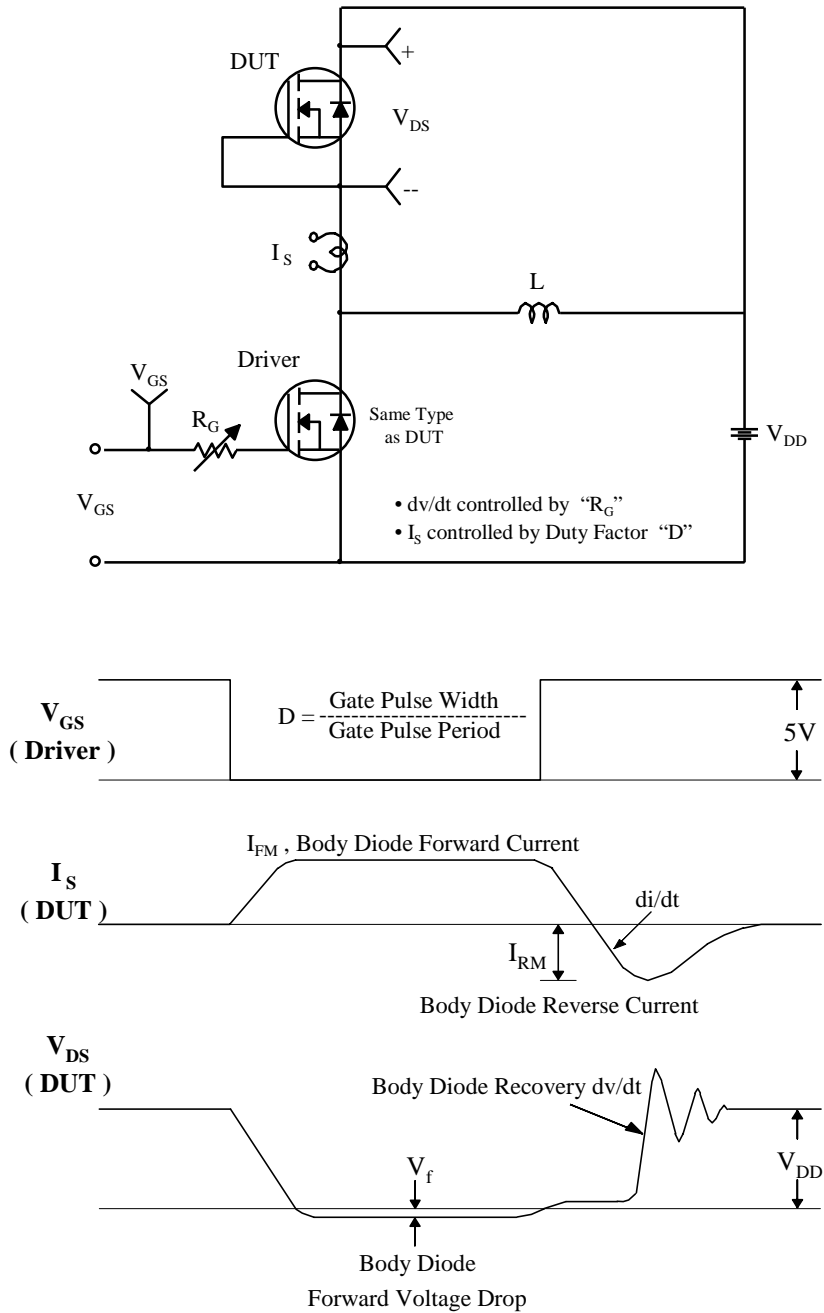 DUT
+
V_DS
--
I_S
L
Driver
V_GS
R_G
Same Type
as DUT
V_DD
V_GS
• dv/dt controlled by “R_G”
• I_S controlled by Duty Factor “D”
V_GS
( Driver )
D = Gate Pulse Width
Gate Pulse Period
5V
I_FM , Body Diode Forward Current
I_S
( DUT )
di/dt
I_RM
Body Diode Reverse Current
V_DS
( DUT )
Body Diode Recovery dv/dt
V_f
V_DD
Body Diode
Forward Voltage Drop